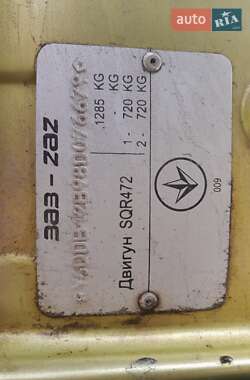 auto.RIA
ЗАЗ - ZAZ
1285 KG
- KG
1 - 720 KG
2 - 720 KG
Двигун SQR472
009